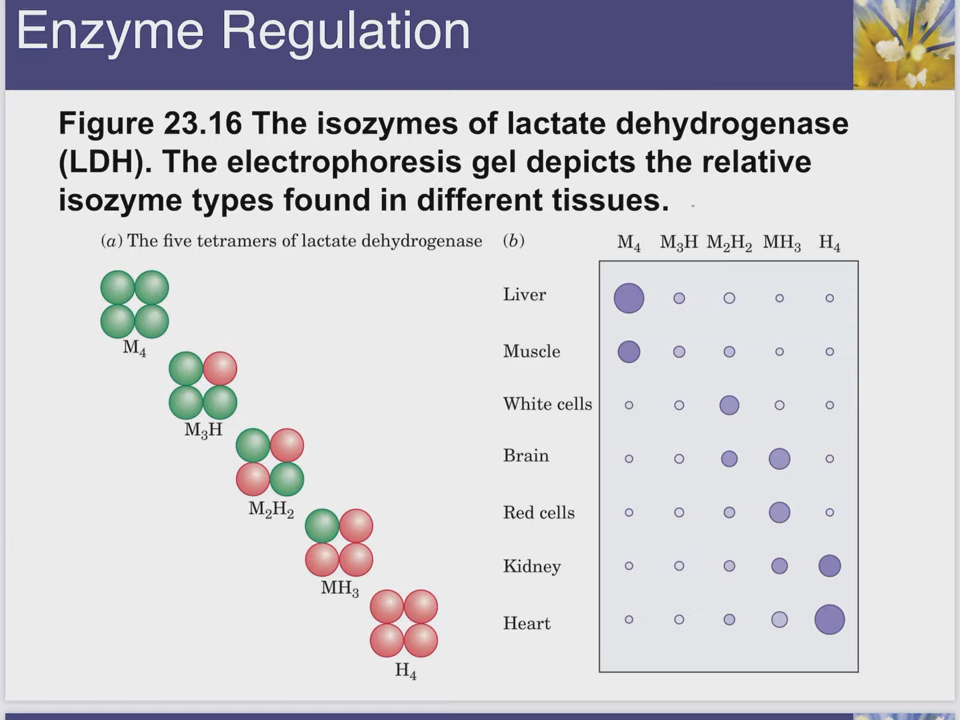 Enzyme Regulation
Figure 23.16 The isozymes of lactate dehydrogenase
(LDH). The electrophoresis gel depicts the relative
isozyme types found in different tissues.
(a) The five tetramers of lactate dehydrogenase
M₄
M₃H
M₂H₂
MH₃
H₄
(b)
M₄ M₃H M₂H₂ MH₃ H₄
Liver
Muscle
White cells
Brain
Red cells
Kidney
Heart